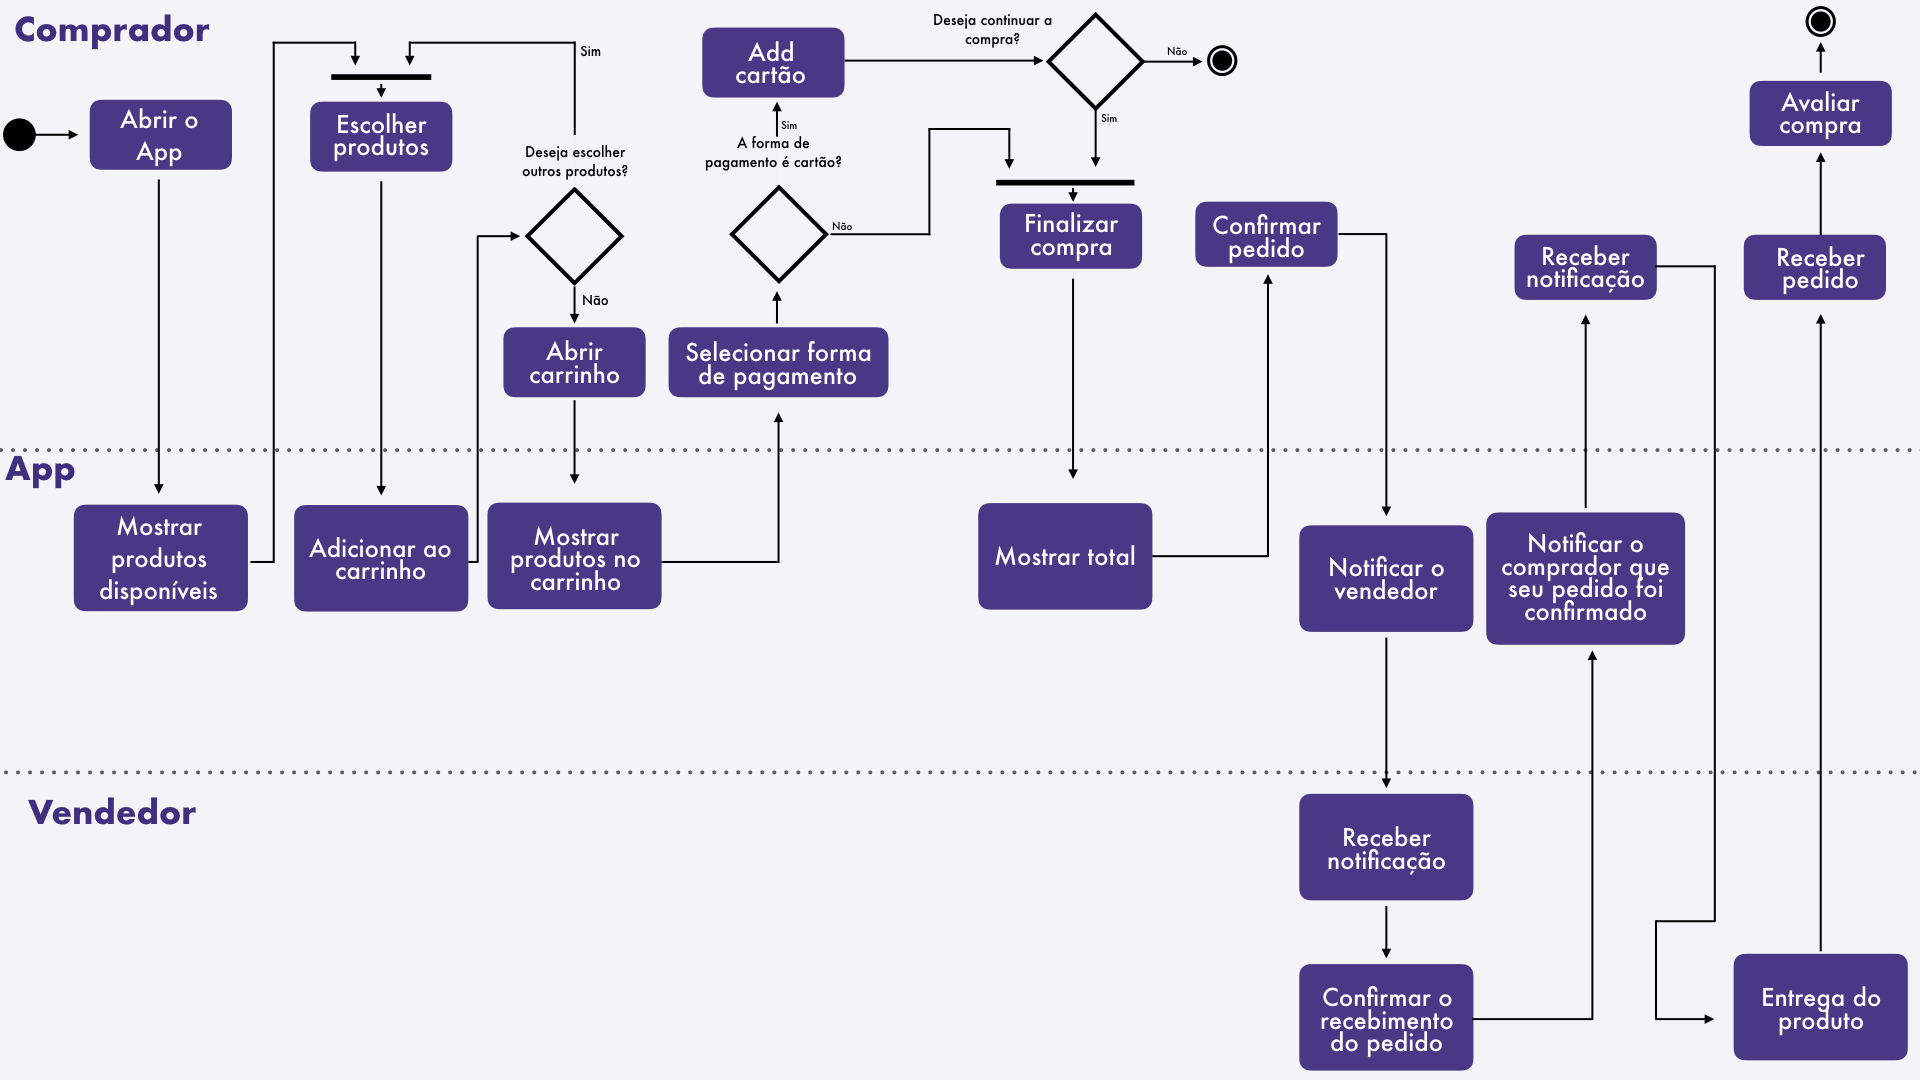 Comprador
Abrir o
App
Escolher
produtos
Sim
Deseja escolher
outros produtos?
Não
Abrir
carrinho
Add
cartão
Sim
A forma de
pagamento é cartão?
Não
Selecionar forma
de pagamento
Deseja continuar a
compra?
Não
Sim
Finalizar
compra
Confirmar
pedido
Receber
notificação
Avaliar
compra
Receber
pedido
App
Mostrar
produtos
disponíveis
Adicionar ao
carrinho
Mostrar
produtos no
carrinho
Mostrar total
Notificar o
vendedor
Notificar o
comprador que
seu pedido foi
confirmado
Vendedor
Receber
notificação
Confirmar o
recebimento
do pedido
Entrega do
produto